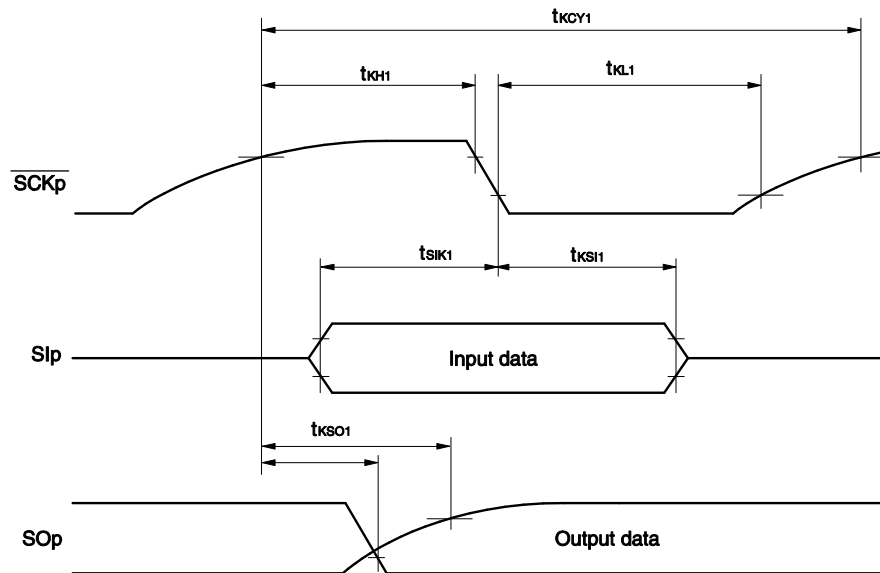 tKCY1
tKH1
tKL1
SCKp
tSIK1
tKSI1
SIp
Input data
tKSO1
SOp
Output data